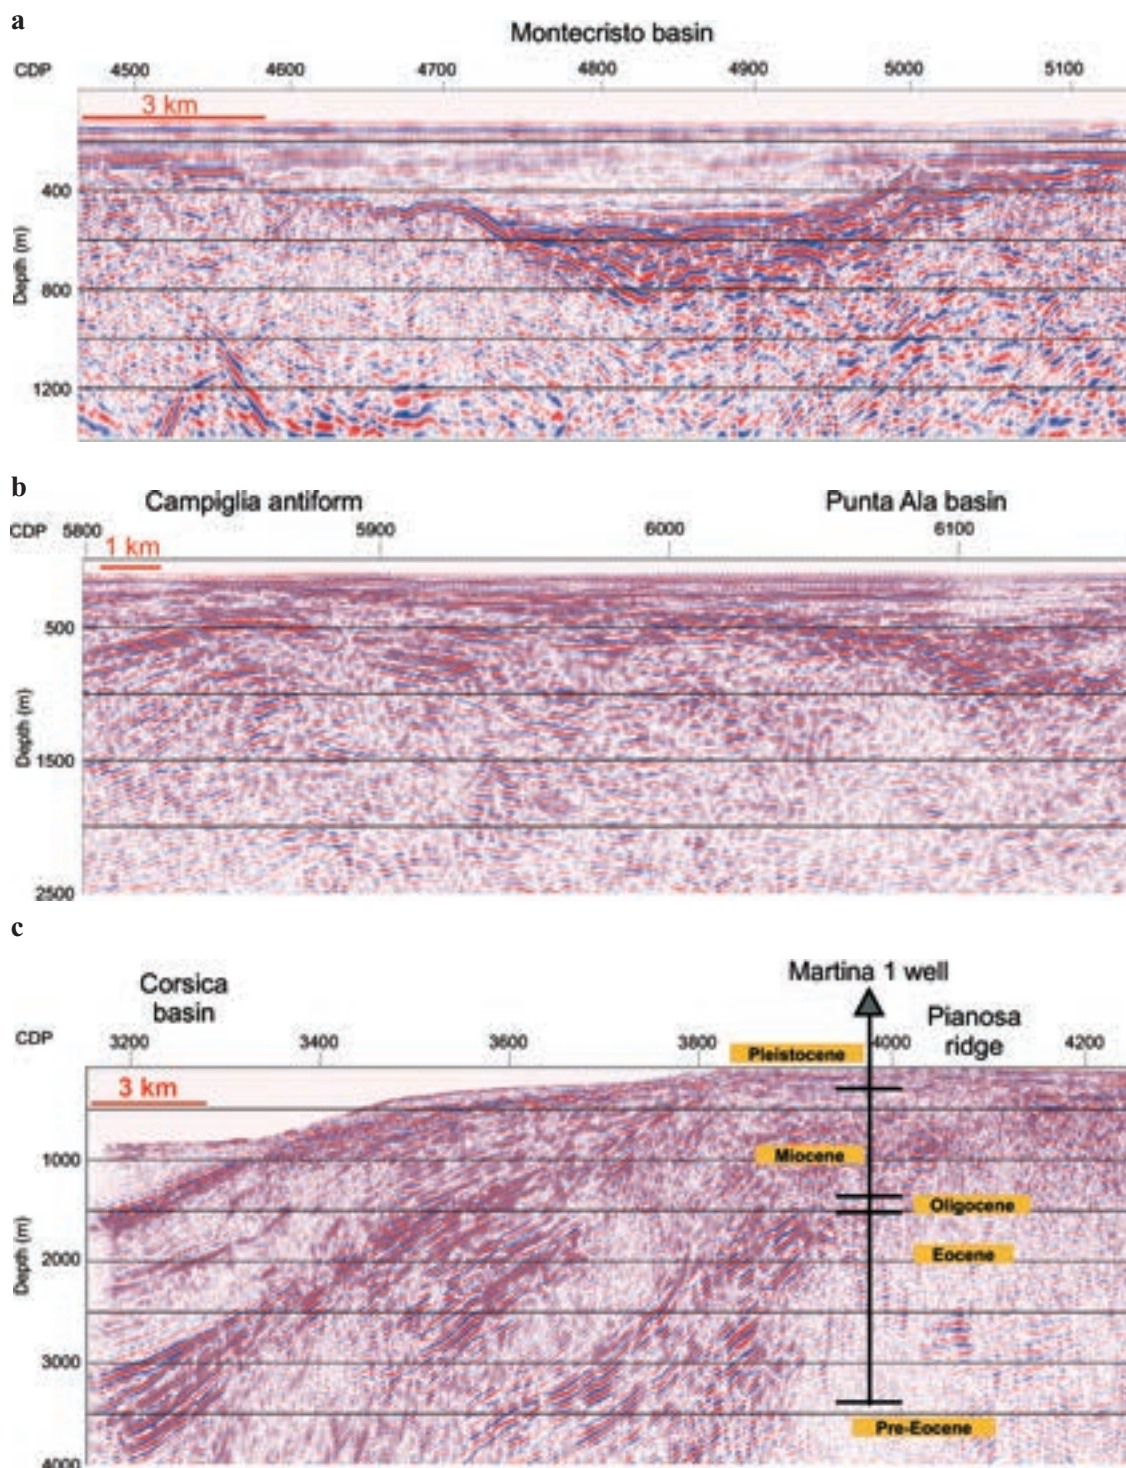 a
Montecristo basin
CDP 4500 4600 4700 4800 4900 5000 5100
3 km
400
Depth (m)
800
1200
b
Campiglia antiform Punta Ala basin
CDP 5800 5900 6000 6100
1 km
500
Depth (m)
1500
2500
c
Martina 1 well
Corsica
basin
Pianosa
ridge
CDP 3200 3400 3600 3800 4000 4200
Pleistocene
3 km
1000
Miocene
Oligocene
Depth (m)
2000
Eocene
3000
Pre-Eocene
4000